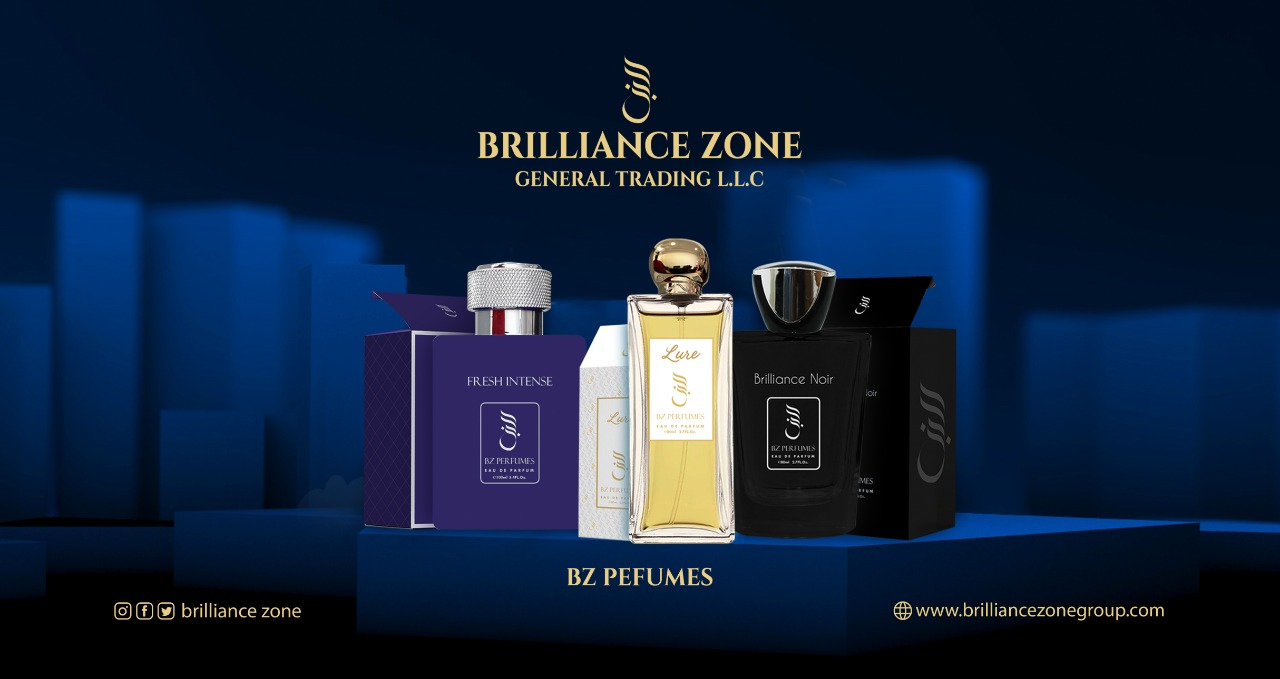 BRILLIANCE ZONE
GENERAL TRADING L.L.C
FRESH INTENSE
BZ PERFUMES
EAU DE PARFUM
Lure
BZ PERFUMES
EAU DE PARFUM
Brilliance Noir
BZ PERFUMES
EAU DE PARFUM
BZ PEFUMES
brilliance zone
www.brilliancezonegroup.com